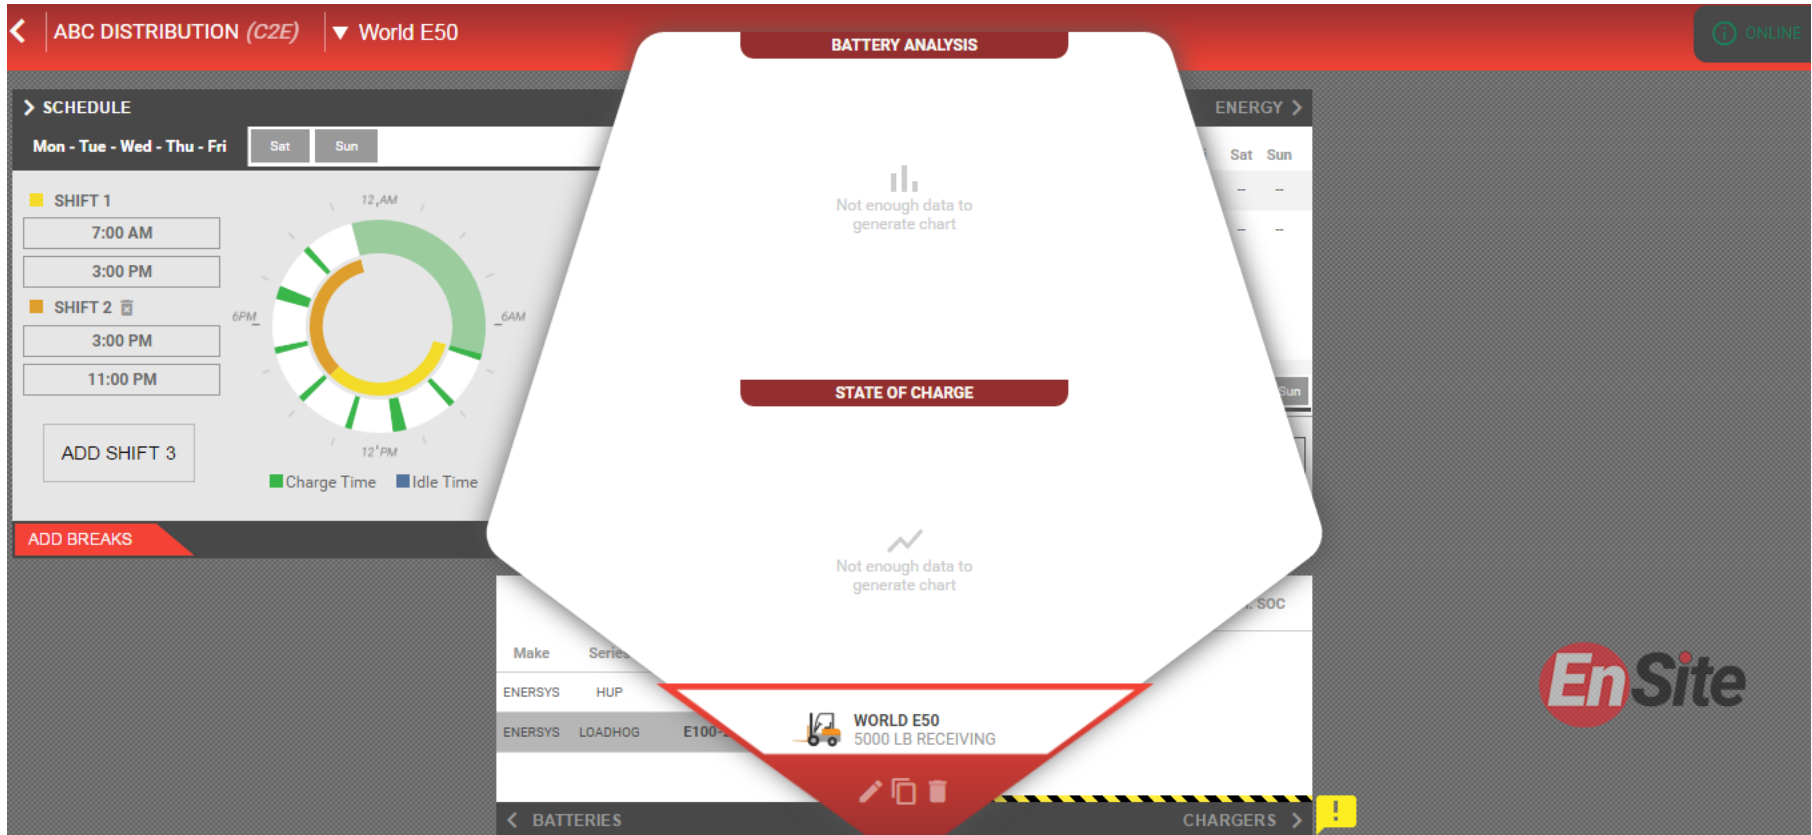 ABC DISTRIBUTION (C2E)
World E50
ONLINE
SCHEDULE
Mon - Tue - Wed - Thu - Fri
Sat
Sun
SHIFT 1
7:00 AM
3:00 PM
SHIFT 2
3:00 PM
11:00 PM
ADD SHIFT 3
12 AM
6AM
12 PM
6PM
Charge Time
Idle Time
ADD BREAKS
BATTERY ANALYSIS
Not enough data to
generate chart
STATE OF CHARGE
Not enough data to
generate chart
WORLD E50
5000 LB RECEIVING
ENERGY
Sat Sun
-- --
-- --
Sun
SOC
Make Series
ENERSYS HUP
ENERSYS LOADHOG E100-
BATTERIES
CHARGERS
!
EnSite